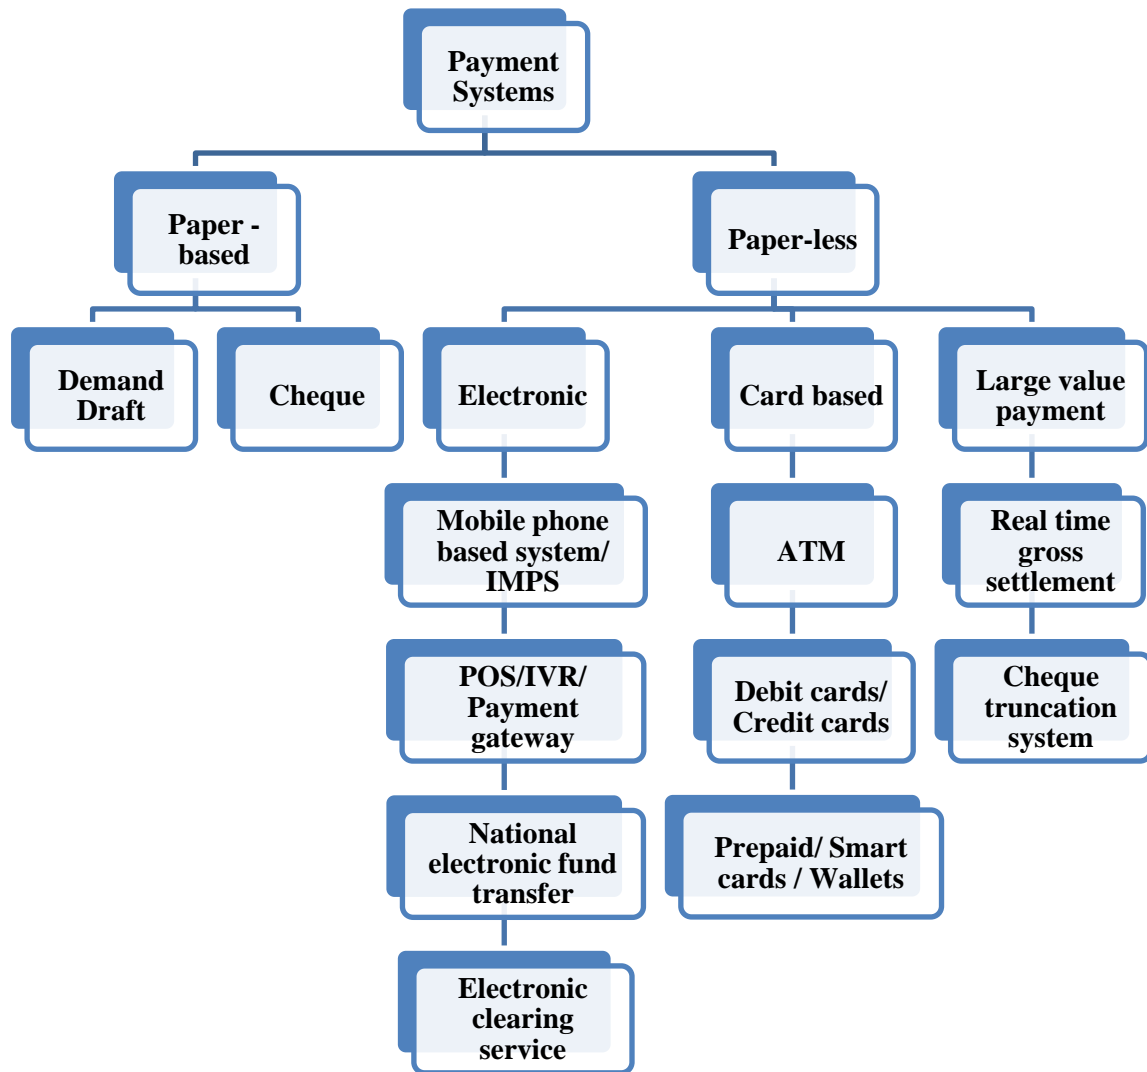 Payment
Systems
Paper -
based
Paper-less
Demand
Draft
Cheque
Electronic
Card based
Large value
payment
Mobile phone
based system/
IMPS
ATM
Real time
gross
settlement
POS/IVR/
Payment
gateway
Debit cards/
Credit cards
Cheque
truncation
system
National
electronic fund
transfer
Prepaid/ Smart
cards / Wallets
Electronic
clearing
service